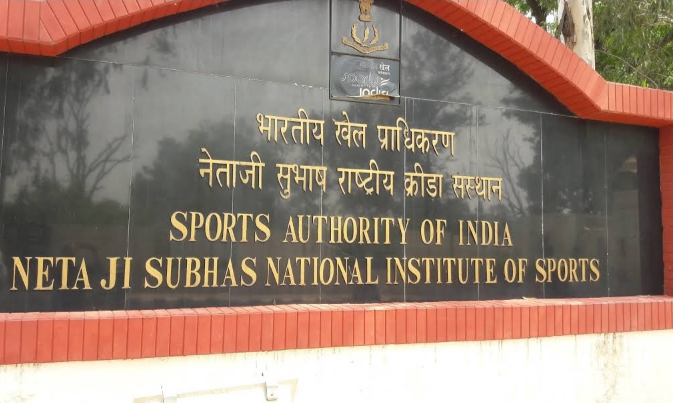 भारतीय खेल प्राधिकरण
नेताजी सुभाष राष्ट्रीय क्रीडा संस्थान
SPORTS AUTHORITY OF INDIA
NETA JI SUBHAS NATIONAL INSTITUTE OF SPORTS